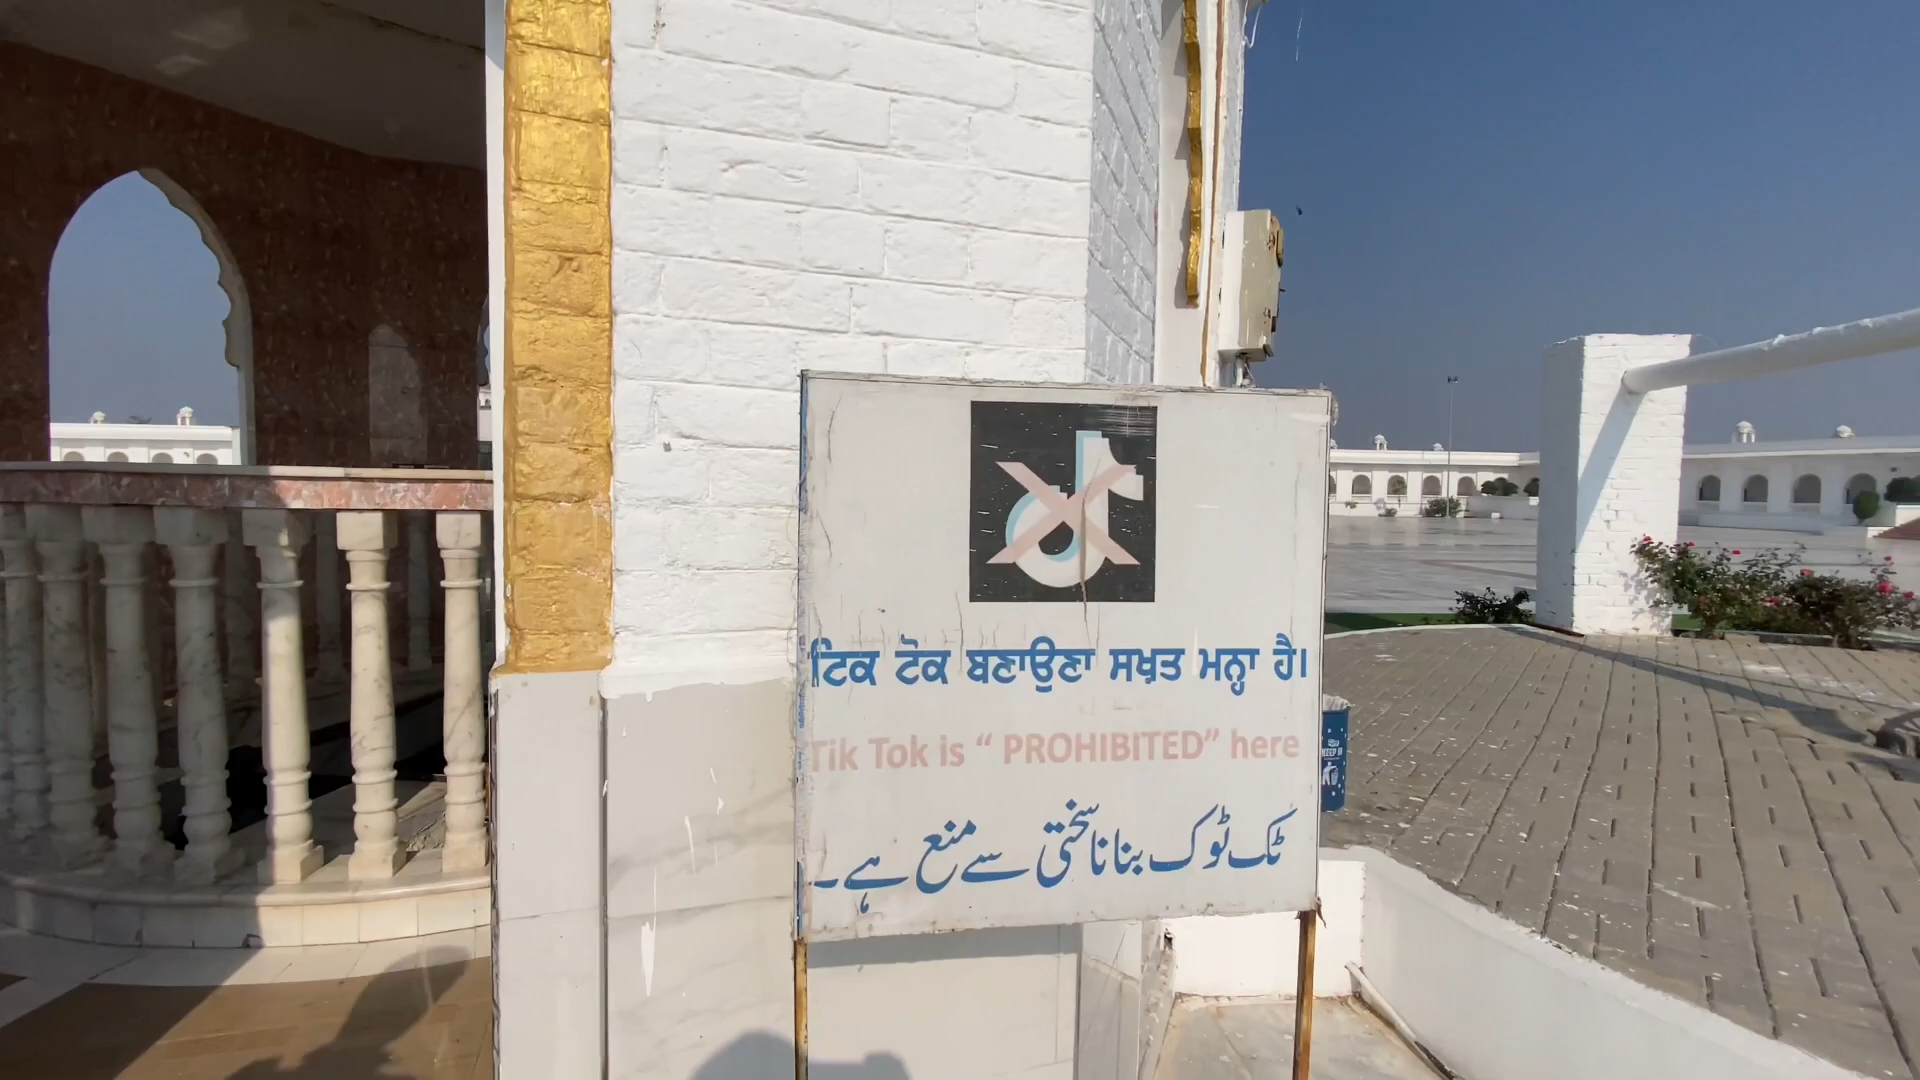 ਟਿਕ ਟੋਕ ਬਣਾਉਣਾ ਸਖ਼ਤ ਮਨ੍ਹਾ ਹੈ।
Tik Tok is “ PROHIBITED” here
ٹک ٹوک بنانا سختی سے منع ہے۔